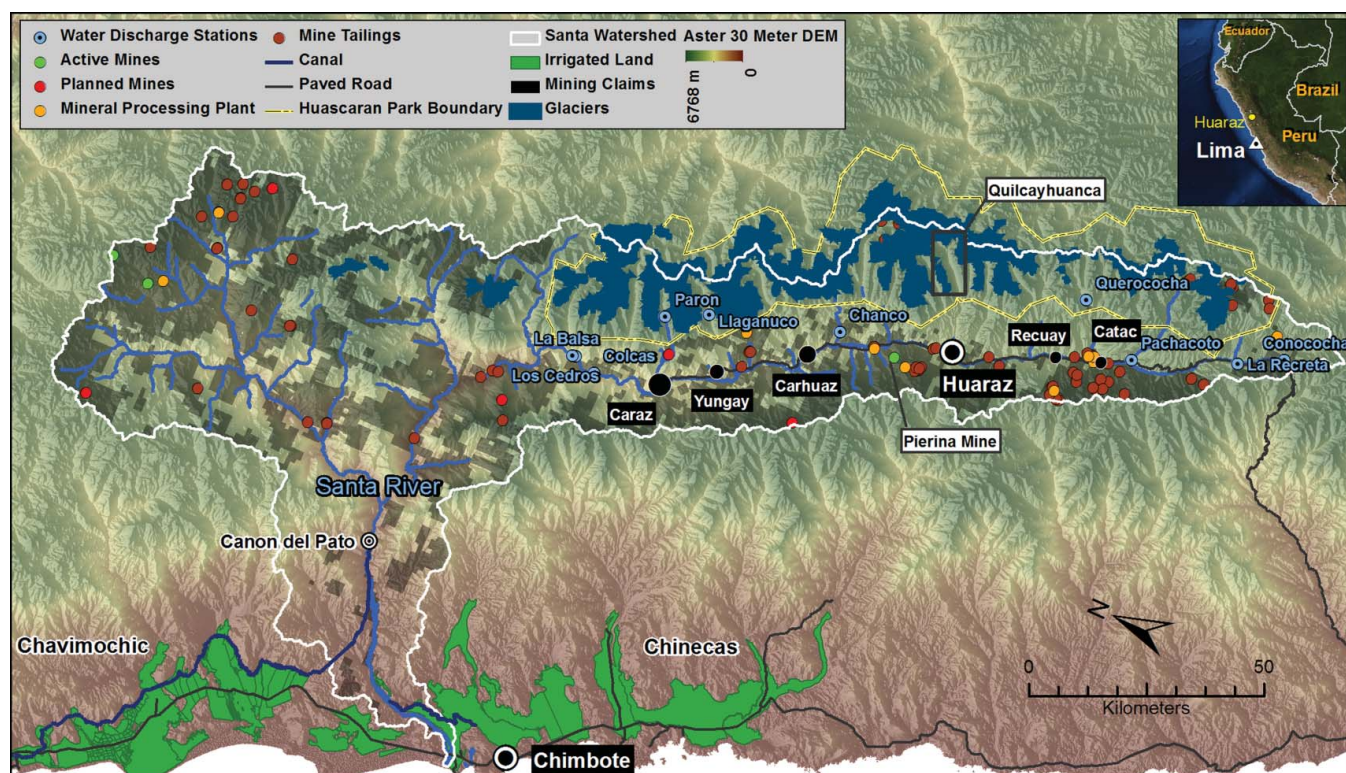 Water Discharge Stations
Active Mines
Planned Mines
Mineral Processing Plant
Mine Tailings
Canal
Paved Road
Huascaran Park Boundary
Santa Watershed
Irrigated Land
Mining Claims
Glaciers
Aster 30 Meter DEM
6768 m
0
Ecuador
Brazil
Huaraz
Peru
Lima
Quilcayhuanca
Querococha
Paron
Llaganuco
Chanco
La Balsa
Colcas
Los Cedros
Recuay
Catac
Pachacoto
Conococha
La Recreta
Caraz
Yungay
Carhuaz
Huaraz
Pierina Mine
Santa River
Canon del Pato
Chavimochic
Chinecas
Chimbote
N
0
50
Kilometers